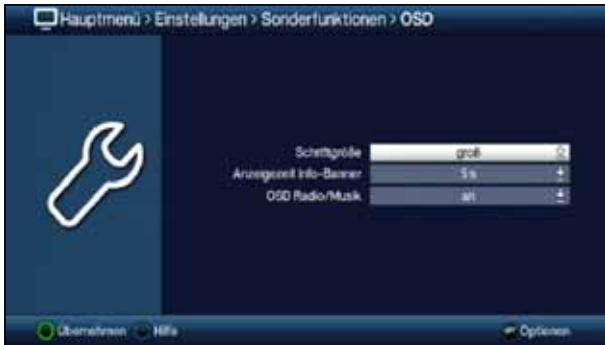 Hauptmenü > Einstellungen > Sonderfunktionen > OSD
Schriftgröße groß
Anzeigezeit Info-Banner 5 s
OSD Radio/Musik an
Übernehmen Hilfe Optionen